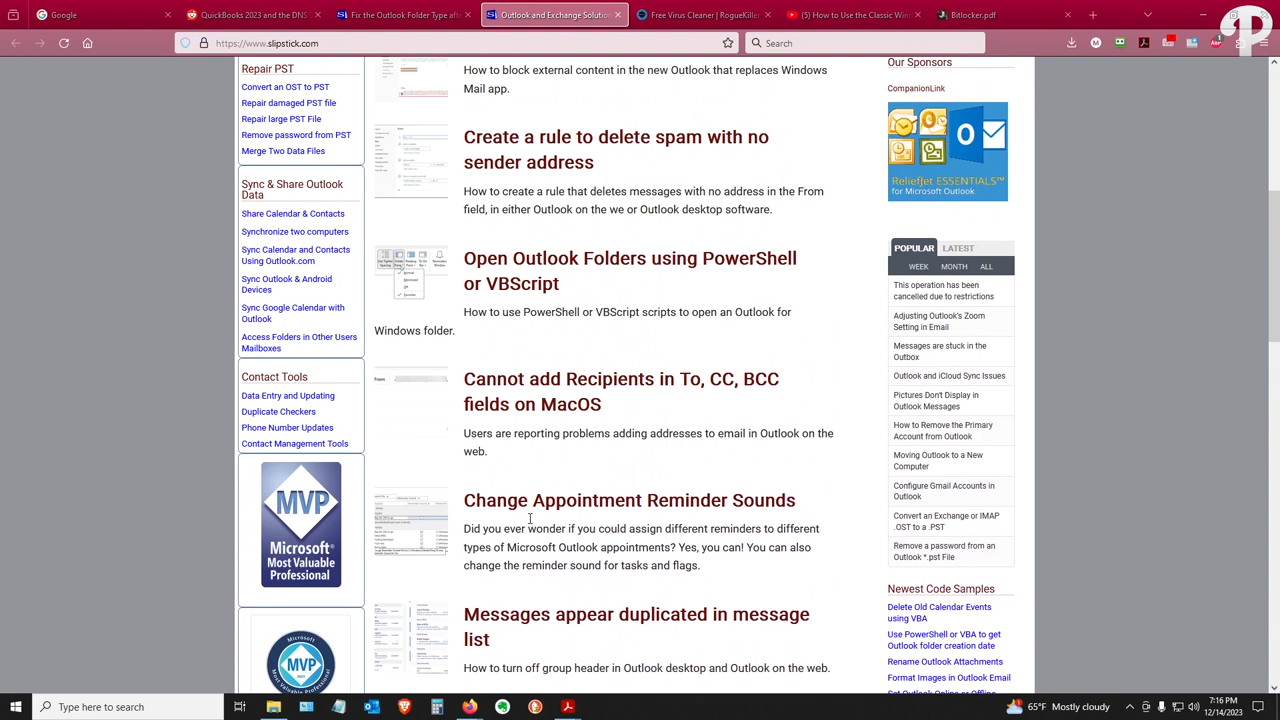 Google
QuickBooks 2023 and the DNS
Fix the Outlook and Exchange
Outlook and Exchange Solutions
Free Virus Cleaner Removal
(5) How to Use the Classic
Bitdefender.pdf
https://www.slipstick.com
Search
Repair PST
Convert an OST to PST
Repair damaged PST file
Repair large PST File
Remove password from PST
Merge Two Data Files
Sync & Share Outlook
Data
Share Calendar & Contacts
Synchronize two computers
Sync Calendar and Contacts
Using Outlook.com
Sync Outlook & Android
Devices
Sync Google Calendar with
Outlook
Access Folders in Other Users
Mailboxes
Contact Tools
Data Entry and Updating
Duplicate Checkers
Phone Number Updates
Contact Management Tools
MVP
Microsoft®
Most Valuable
Professional
Microsoft
MVP
How to block external content in the new Outlook that replaces Windows
Mail app.
Create a rule to delete spam with no
sender address
How to create a rule that deletes messages with no address in the From
field, in either Outlook on the we or Outlook desktop software.
Open Outlook Folders using PowerShell
or VBScript
How to use PowerShell or VBScript scripts to open an Outlook for
Windows folder.
Cannot add Recipients in To, CC, BCC
fields on MacOS
Users are reporting problems adding addresses to email in Outlook on the
web.
Change Appointment Reminder Sounds
Did you ever wish you could assign different reminders to different
types of Microsoft Outlook appointments? Yes, you can! You can also
change the reminder sound for tasks and flags.
Messages appear duplicated in message
list
How to turn off group header in Outlook desktop and Outlook on the web.
Our Sponsors
CompanionLink
ReliefJet ESSENTIALS™
for Microsoft Outlook
POPULAR LATEST
WEEK MONTH ALL
This operation has been
cancelled due to restrictions
Adjusting Outlook's Zoom
Setting in Email
Messages are stuck in the
Outbox
Outlook and iCloud Sync Issues
Pictures Don't Display in
Outlook Messages
How to Remove the Primary
Account from Outlook
Moving Outlook to a New
Computer
Configure Gmail Accounts in
Outlook
Convert an Exchange or IMAP
.OST to a .PST
Remove a password from an
Outlook *.pst File
Newest Code Samples
Delete Old Calendar Events
using VBA
Use PowerShell or VBA to get
Outlook folder creation date
Rename Outlook Attachments
Format Images in Outlook Email
Set Outlook Online or Offline
Type here to search
65°F Mostly cloudy
7:16 PM
12/14/2023